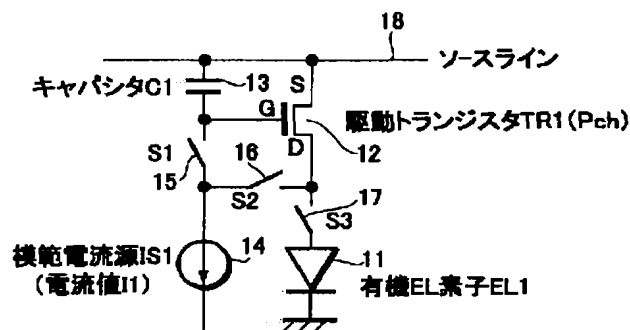 18
ソースライン
キャパシタC1
13
S
G
駆動トランジスタTR1(Pch)
D
12
S1
16
15
S2
17
S3
模範電流源IS1
(電流値I1)
14
11
有機EL素子EL1